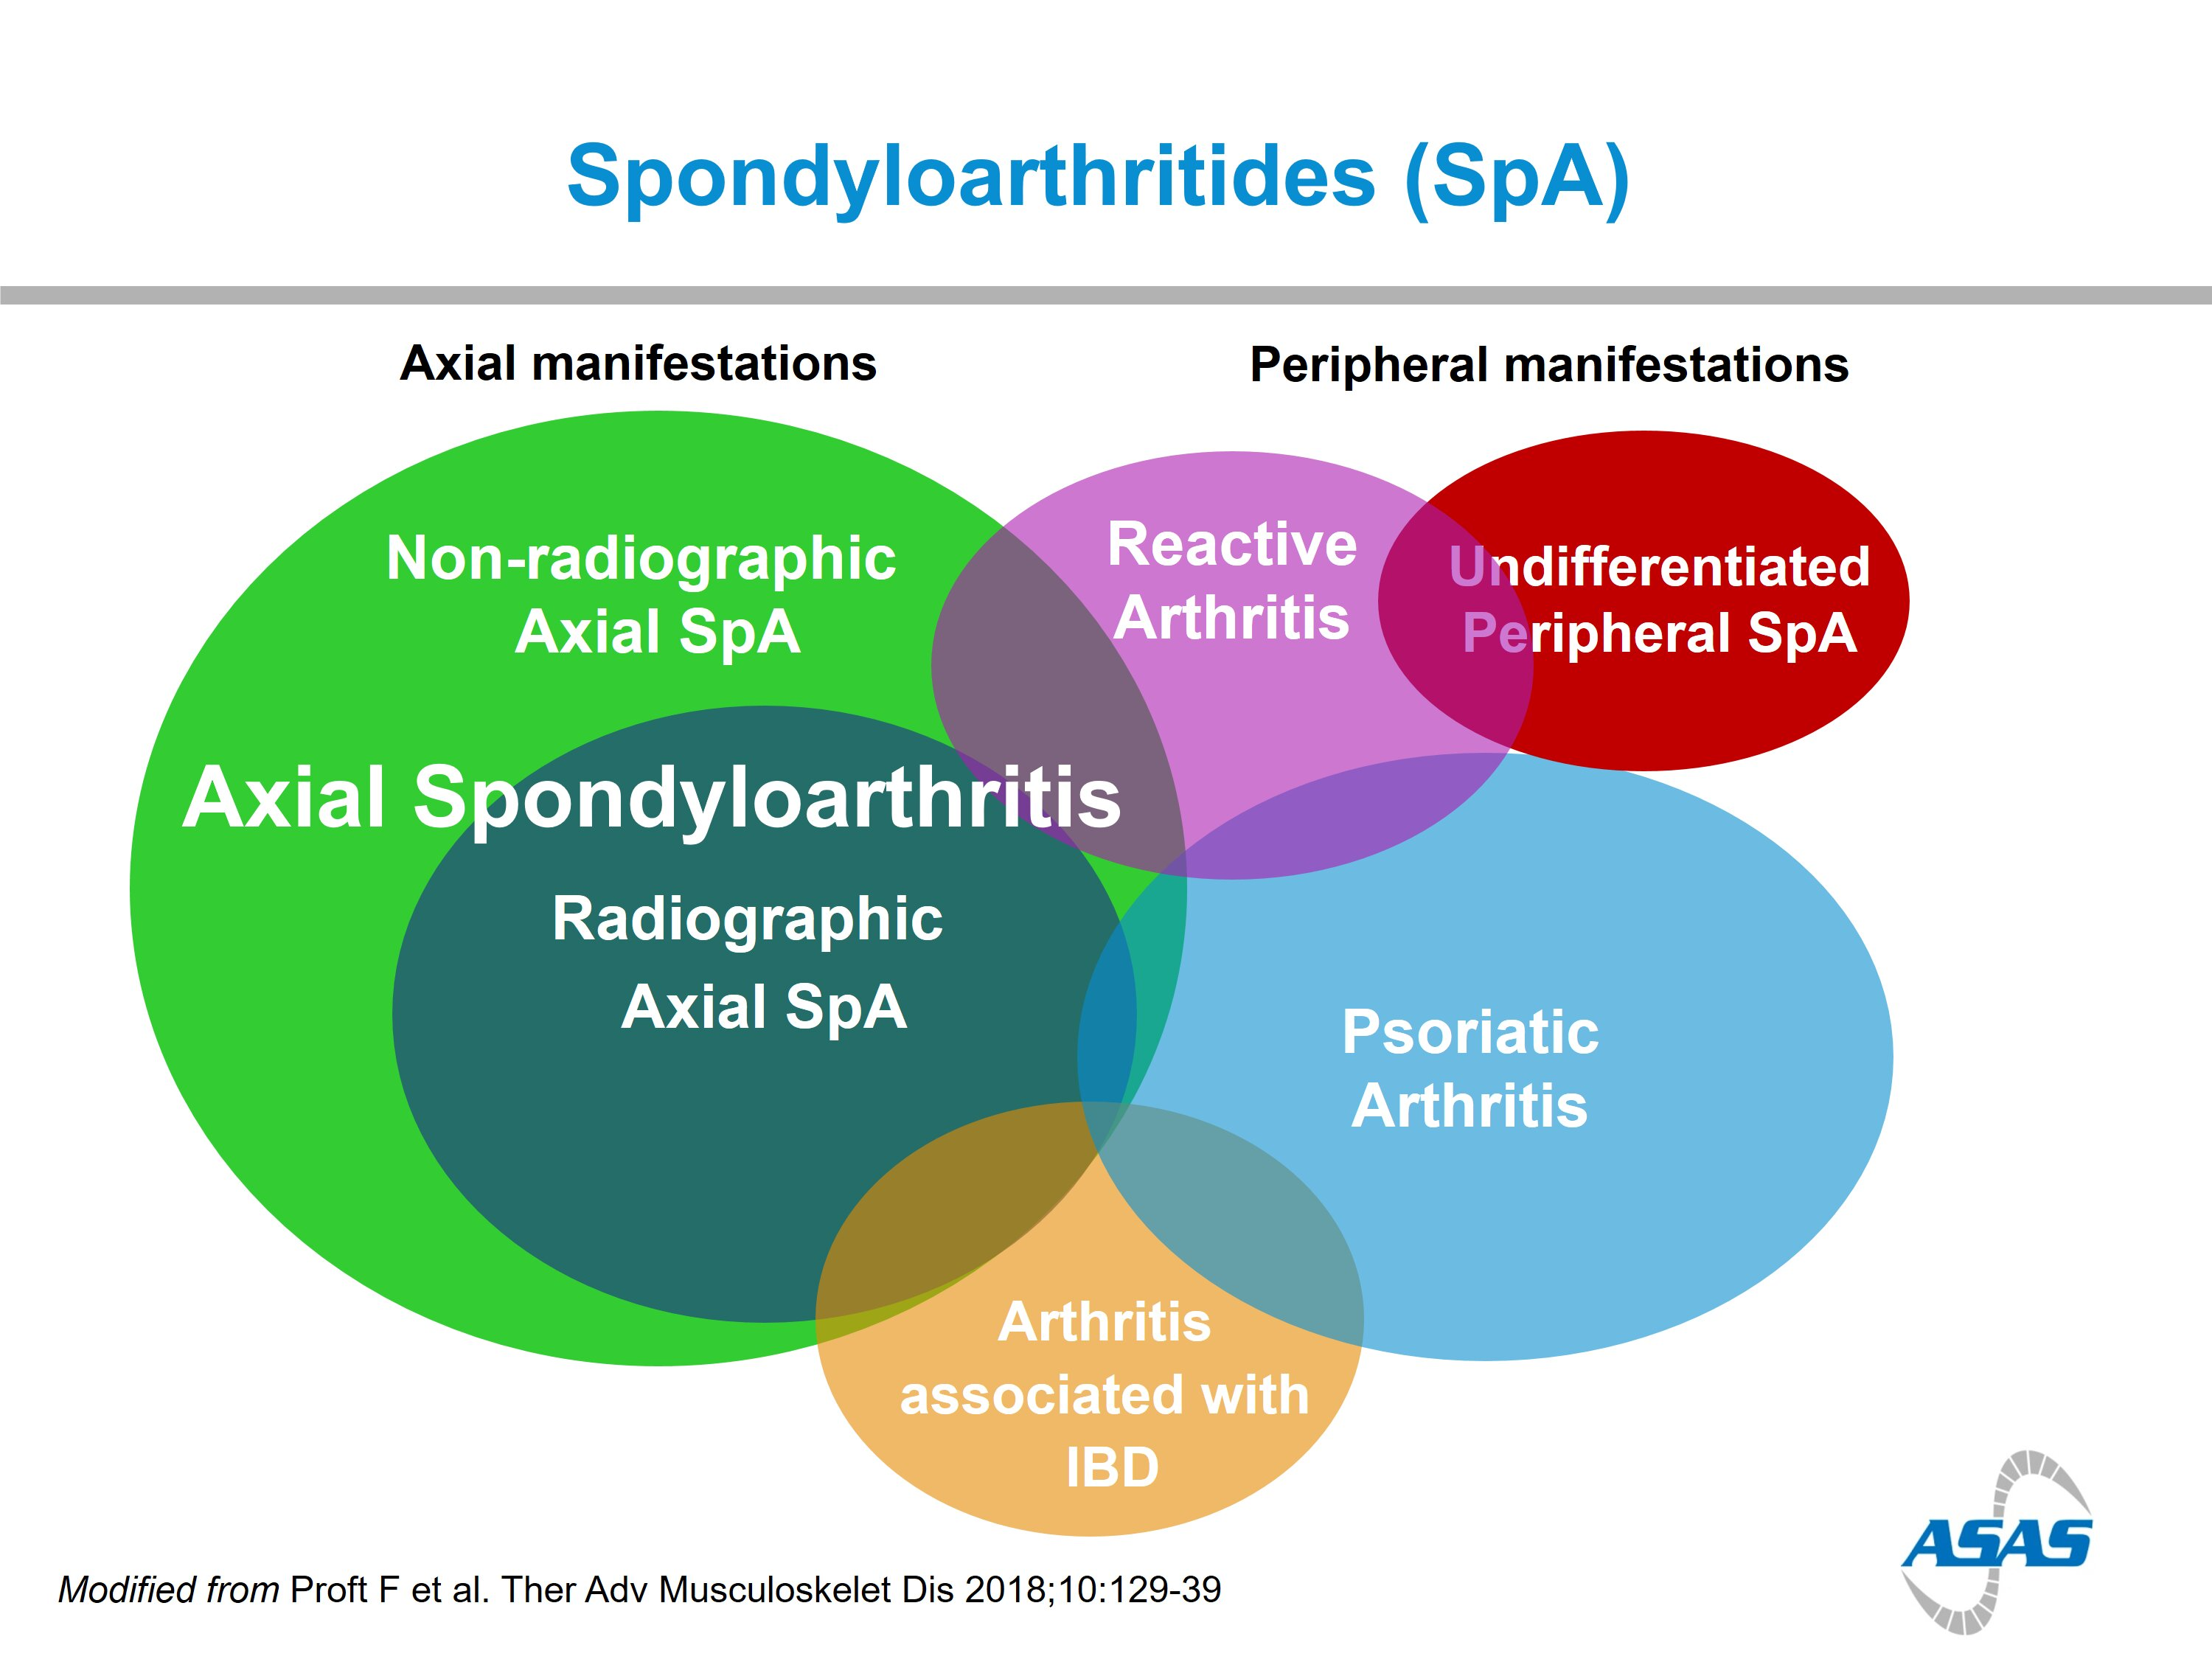 Spondyloarthritides (SpA)
Axial manifestations
Peripheral manifestations
Non-radiographic
Axial SpA
Reactive
Arthritis
Undifferentiated
Peripheral SpA
Axial Spondyloarthritis
Radiographic
Axial SpA
Psoriatic
Arthritis
Arthritis
associated with
IBD
ASAS
Modified from Proft F et al. Ther Adv Musculoskelet Dis 2018;10:129-39